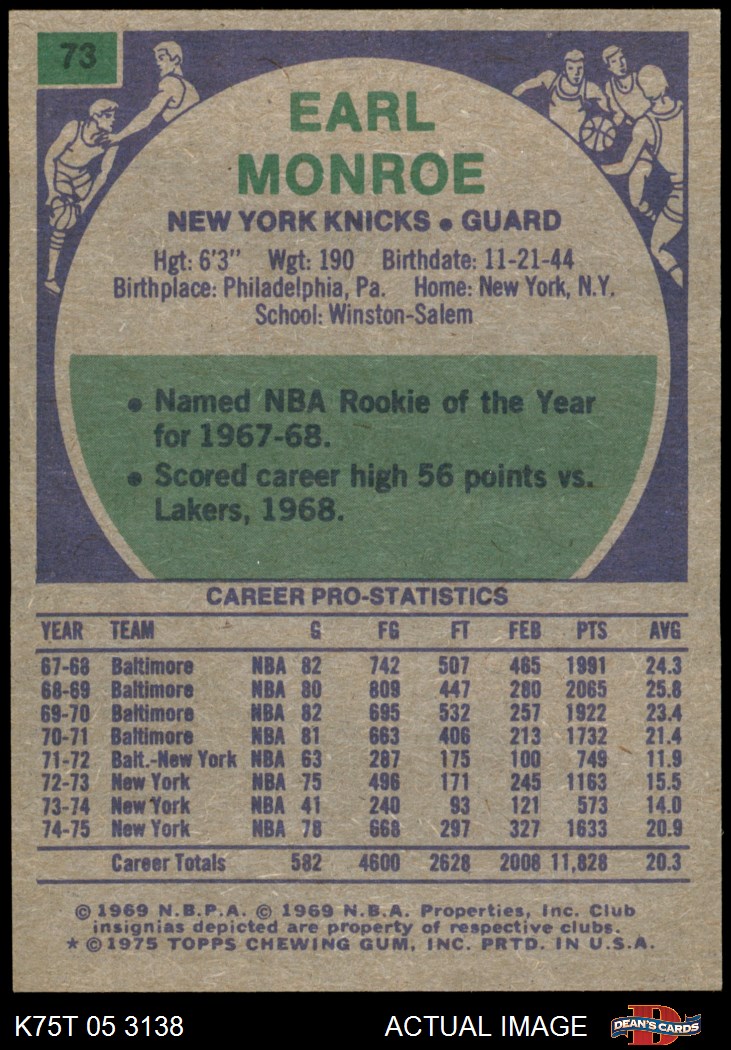 73
EARL
MONROE
NEW YORK KNICKS • GUARD
Hgt: 6'3" Wgt: 190 Birthdate: 11-21-44
Birthplace: Philadelphia, Pa. Home: New York, N.Y.
School: Winston-Salem
• Named NBA Rookie of the Year
for 1967-68.
• Scored career high 56 points vs.
Lakers, 1968.
CAREER PRO-STATISTICS
YEAR TEAM G FG FT FEB PTS AVG
67-68 Baltimore NBA 82 742 507 465 1991 24.3
68-69 Baltimore NBA 80 809 447 280 2065 25.8
69-70 Baltimore NBA 82 695 532 257 1922 23.4
70-71 Baltimore NBA 81 663 406 213 1732 21.4
71-72 Balt.-New York NBA 63 287 175 100 749 11.9
72-73 New York NBA 75 496 171 245 1163 15.5
73-74 New York NBA 41 240 93 121 573 14.0
74-75 New York NBA 78 668 297 327 1633 20.9
Career Totals 582 4600 2628 2008 11,828 20.3
© 1969 N.B.P.A. © 1969 N.B.A. Properties, Inc. Club
insignias depicted are property of respective clubs.
* © 1975 TOPPS CHEWING GUM, INC. PRTD. IN U.S.A.
K75T 05 3138 ACTUAL IMAGE DEAN'S CARDS